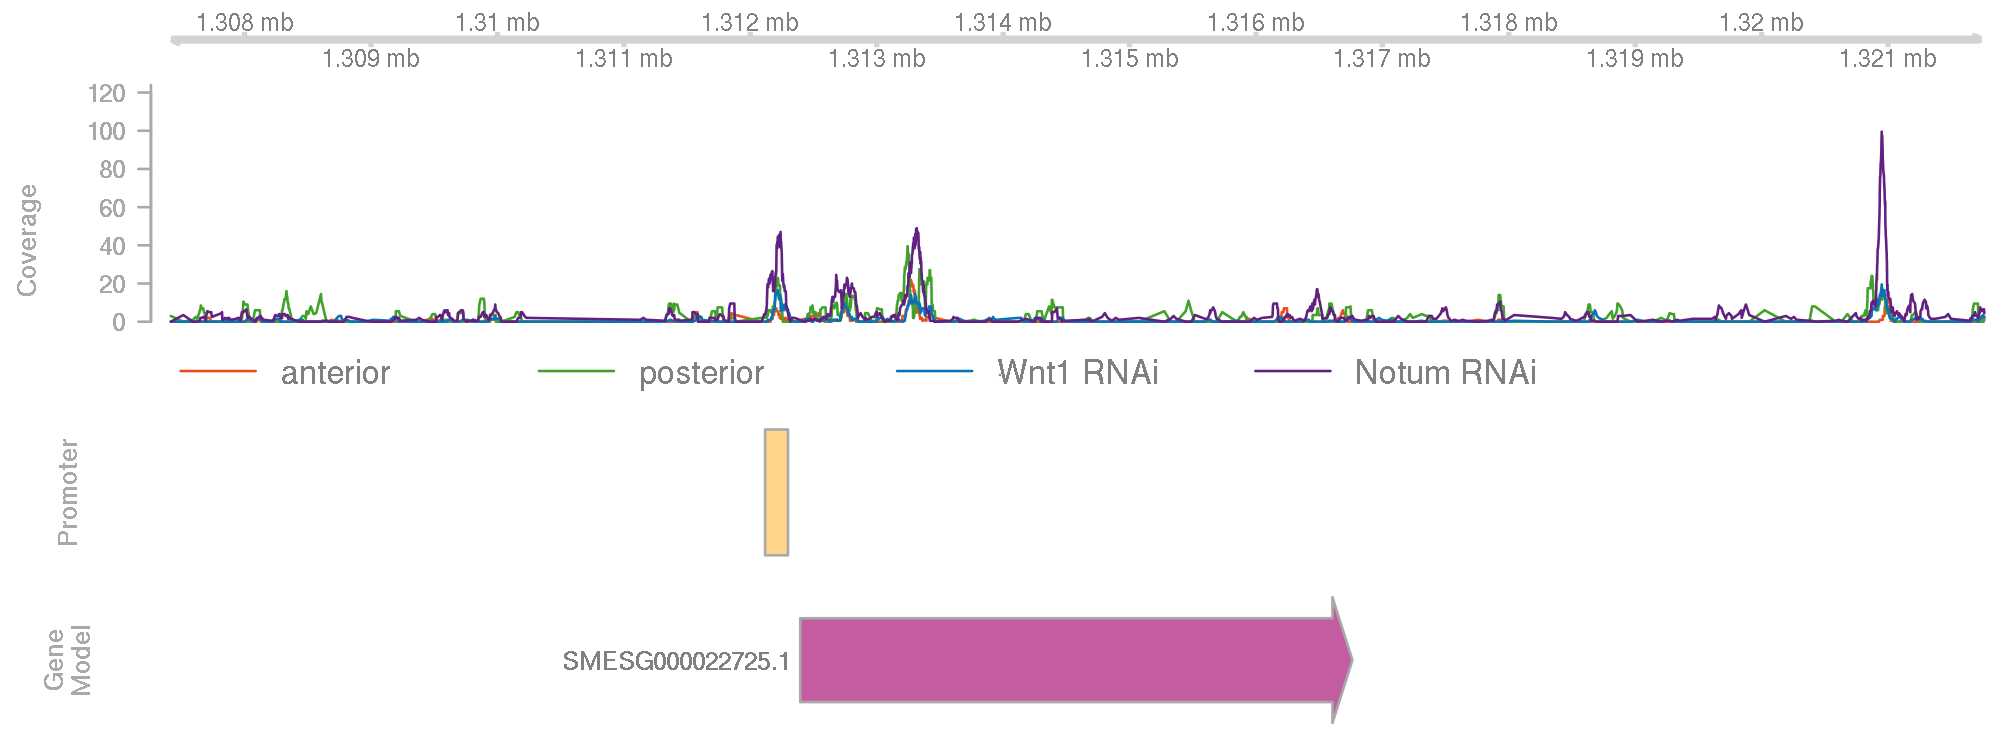 1.308 mb 1.31 mb 1.312 mb 1.314 mb 1.316 mb 1.318 mb 1.32 mb
1.309 mb 1.311 mb 1.313 mb 1.315 mb 1.317 mb 1.319 mb 1.321 mb
120
100
80
60
40
20
0
Coverage
anterior posterior Wnt1 RNAi Notum RNAi
Promoter
Gene
Model
SMESG000022725.1